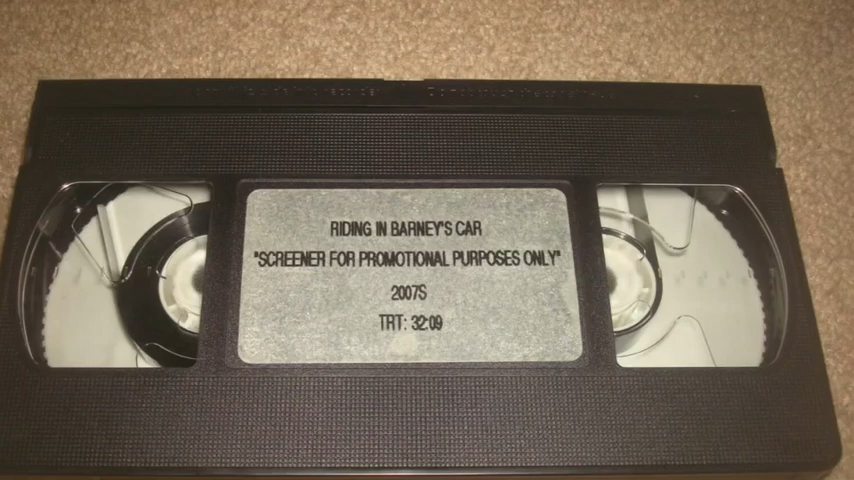 RIDING IN BARNEY'S CAR
"SCREENER FOR PROMOTIONAL PURPOSES ONLY"
2007S
TRT: 32:09